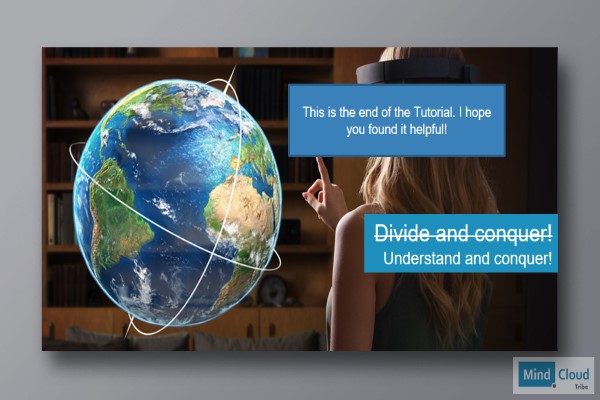 This is the end of the Tutorial. I hope
you found it helpful!
Divide and conquer!
Understand and conquer!
Mind Cloud
Tribe